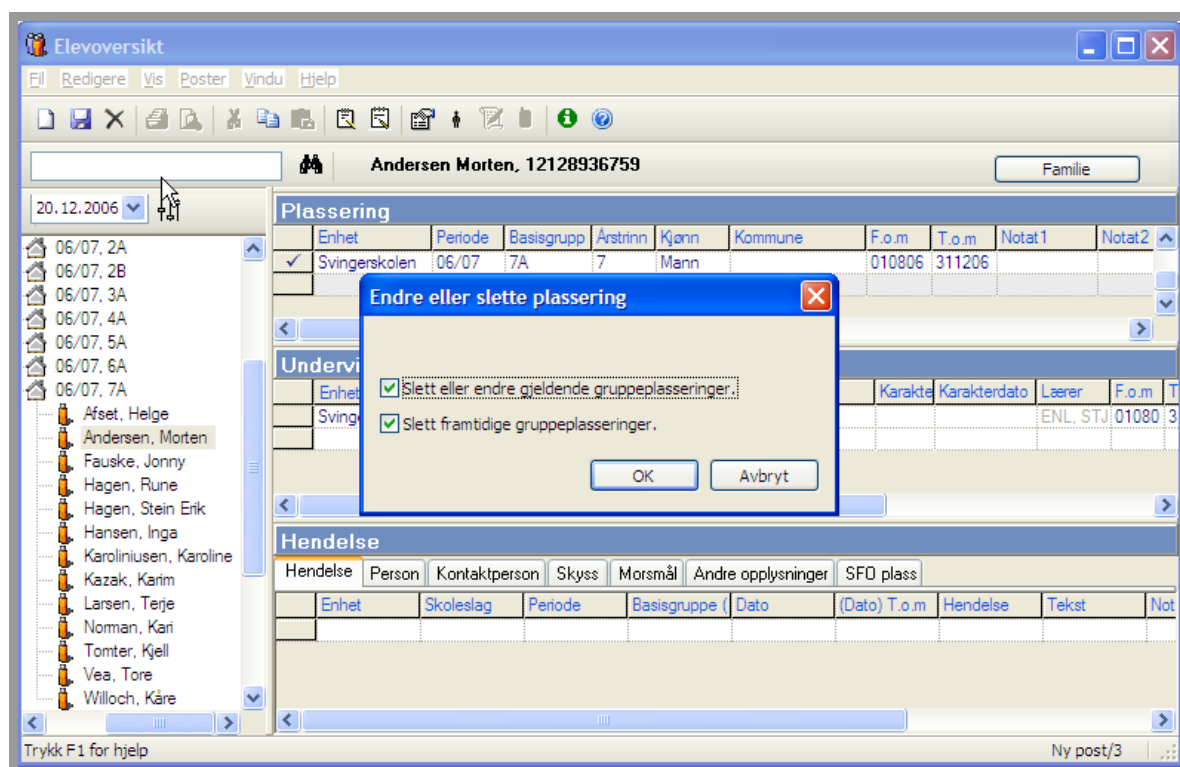 Elevoversikt
Fil Redigere Vis Poster Vindu Hjelp
Andersen Morten, 12128936759 Familie
20.12.2006
06/07, 2A
06/07, 2B
06/07, 3A
06/07, 4A
06/07, 5A
06/07, 6A
06/07, 7A
Afset, Helge
Andersen, Morten
Fauske, Jonny
Hagen, Rune
Hagen, Stein Erik
Hansen, Inga
Karoliniusen, Karoline
Kazak, Karim
Larsen, Terje
Norman, Kari
Tomter, Kjell
Vea, Tore
Willoch, Kåre
Plassering
Enhet Periode Basisgrupp Årstrinn Kjønn Kommune F.o.m T.o.m Notat1 Notat2
Svingerskolen 06/07 7A 7 Mann 010806 311206
Endre eller slette plassering
Slett eller endre gjeldende gruppeplasseringer.
Slett framtidige gruppeplasseringer.
OK Avbryt
Undervi
Enhet Karakte Karakterdato Lærer F.o.m T
Svinge ENL, STJ 01080 3
Hendelse
Hendelse Person Kontaktperson Skyss Morsmål Andre opplysninger SFO plass
Enhet Skoleslag Periode Basisgruppe ( Dato (Dato) T.o.m Hendelse Tekst Not
Trykk F1 for hjelp Ny post/3